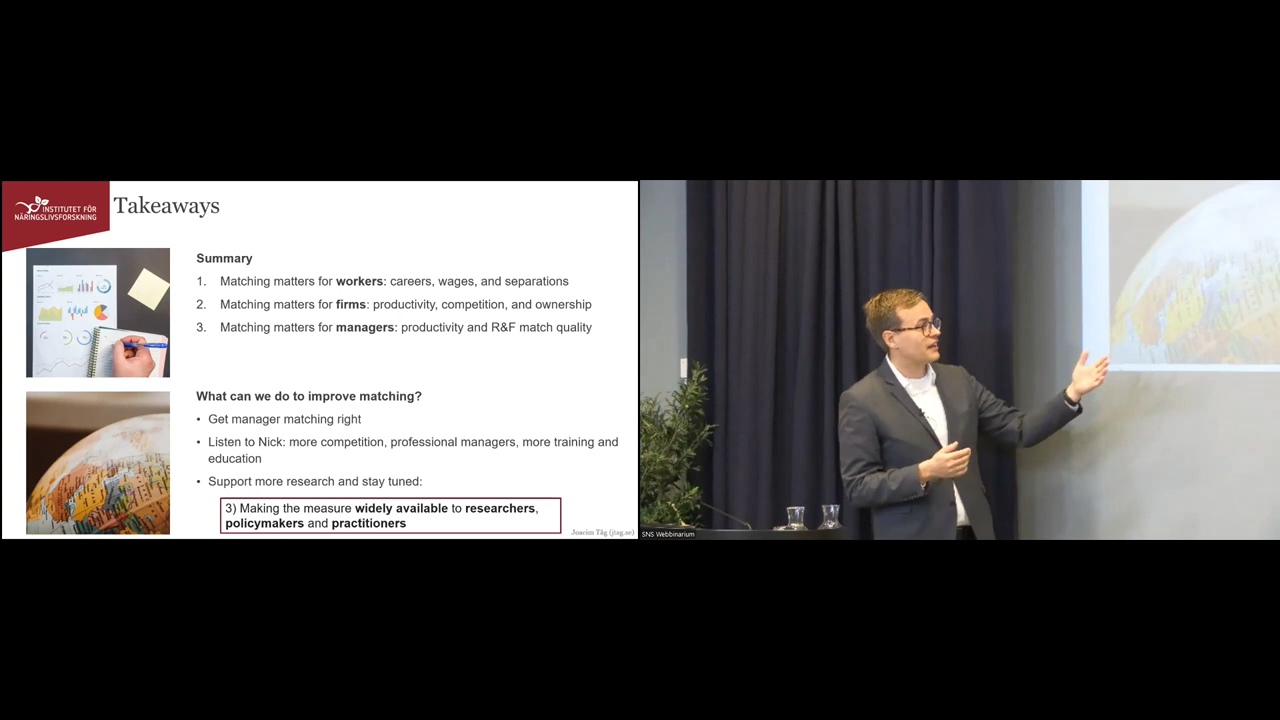 INSTITUTET FÖR
NÄRINGSLIVSFORSKNING
Takeaways
Summary
1. Matching matters for workers: careers, wages, and separations
2. Matching matters for firms: productivity, competition, and ownership
3. Matching matters for managers: productivity and R&F match quality
What can we do to improve matching?
• Get manager matching right
• Listen to Nick: more competition, professional managers, more training and
education
• Support more research and stay tuned:
3) Making the measure widely available to researchers,
policymakers and practitioners
Joacim Tåg (jtag.se)
SNS Webbinarium